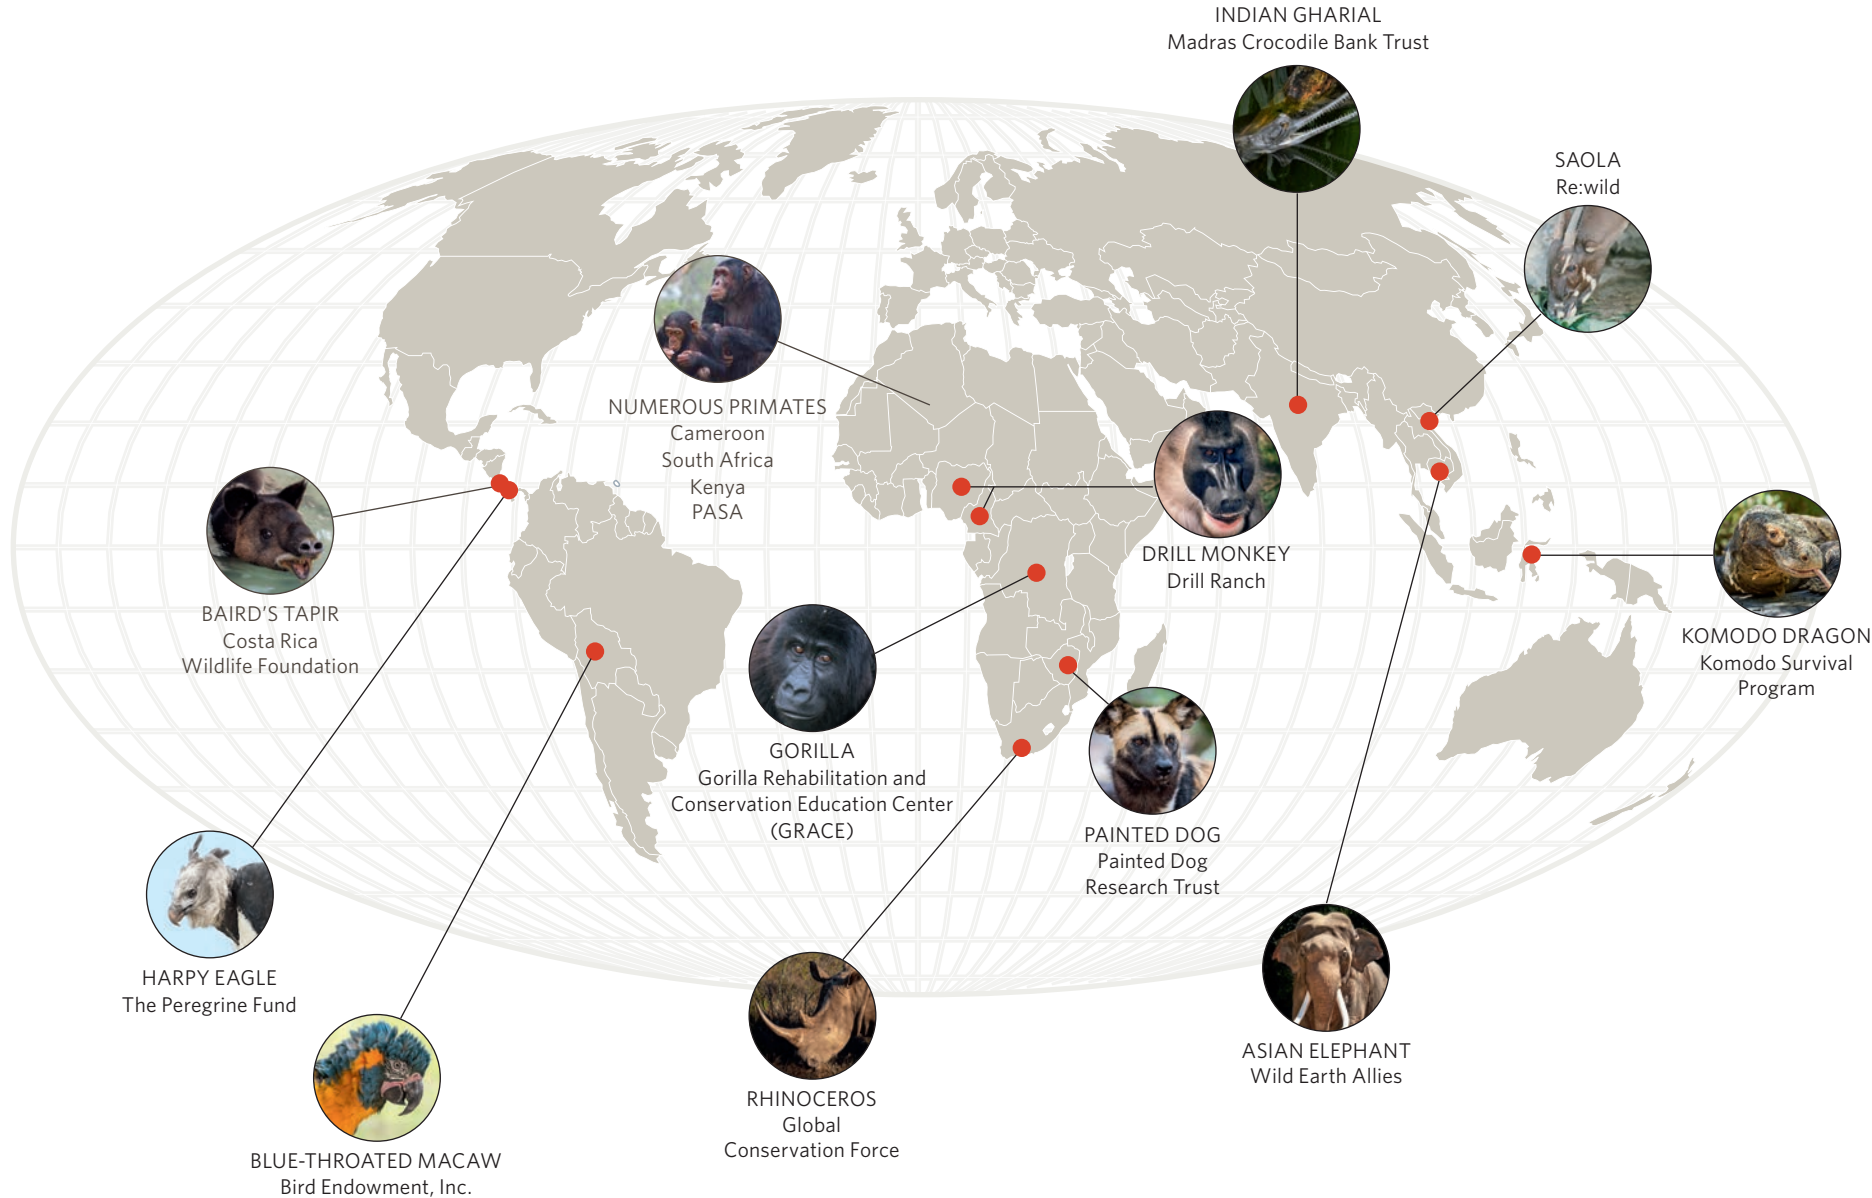 INDIAN GHARIAL
Madras Crocodile Bank Trust
SAOLA
Re:wild
NUMEROUS PRIMATES
Cameroon
South Africa
Kenya
PASA
DRILL MONKEY
Drill Ranch
BAIRD'S TAPIR
Costa Rica
Wildlife Foundation
KOMODO DRAGON
Komodo Survival
Program
GORILLA
Gorilla Rehabilitation and
Conservation Education Center
(GRACE)
PAINTED DOG
Painted Dog
Research Trust
HARPY EAGLE
The Peregrine Fund
ASIAN ELEPHANT
Wild Earth Allies
RHINOCEROS
Global
Conservation Force
BLUE-THROATED MACAW
Bird Endowment, Inc.